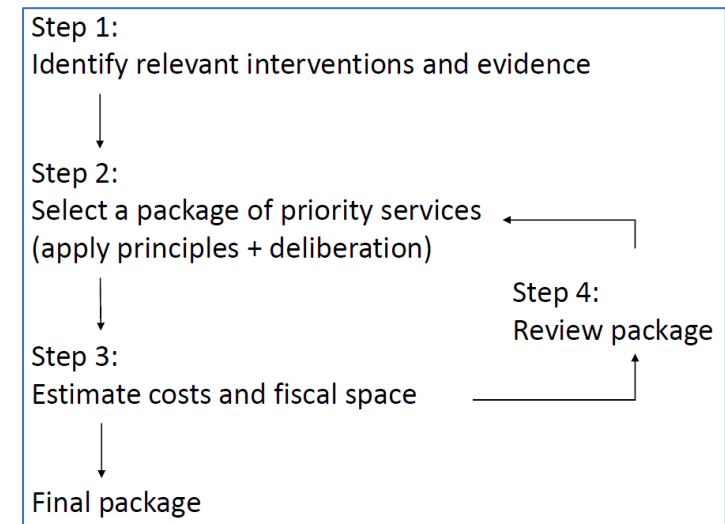 Step 1:
Identify relevant interventions and evidence
Step 2:
Select a package of priority services
(apply principles + deliberation)
Step 4:
Review package
Step 3:
Estimate costs and fiscal space
Final package